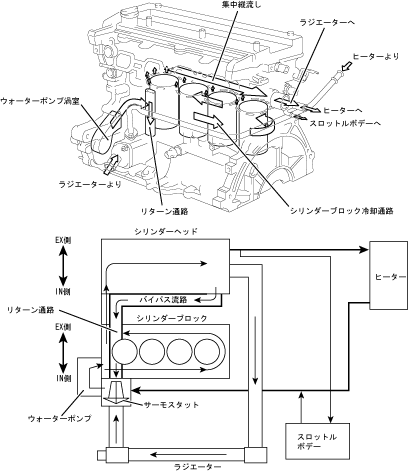 集中縦流し
ラジエーターへ
ヒーターより
ウォーターポンプ渦室
ヒーターへ
スロットルボデーへ
ラジエーターより
リターン通路
シリンダーブロック冷却通路
シリンダーヘッド
EX側
IN側
ヒーター
バイパス流路
リターン通路
シリンダーブロック
EX側
IN側
サーモスタット
ウォーターポンプ
スロットル
ボデー
ラジエーター